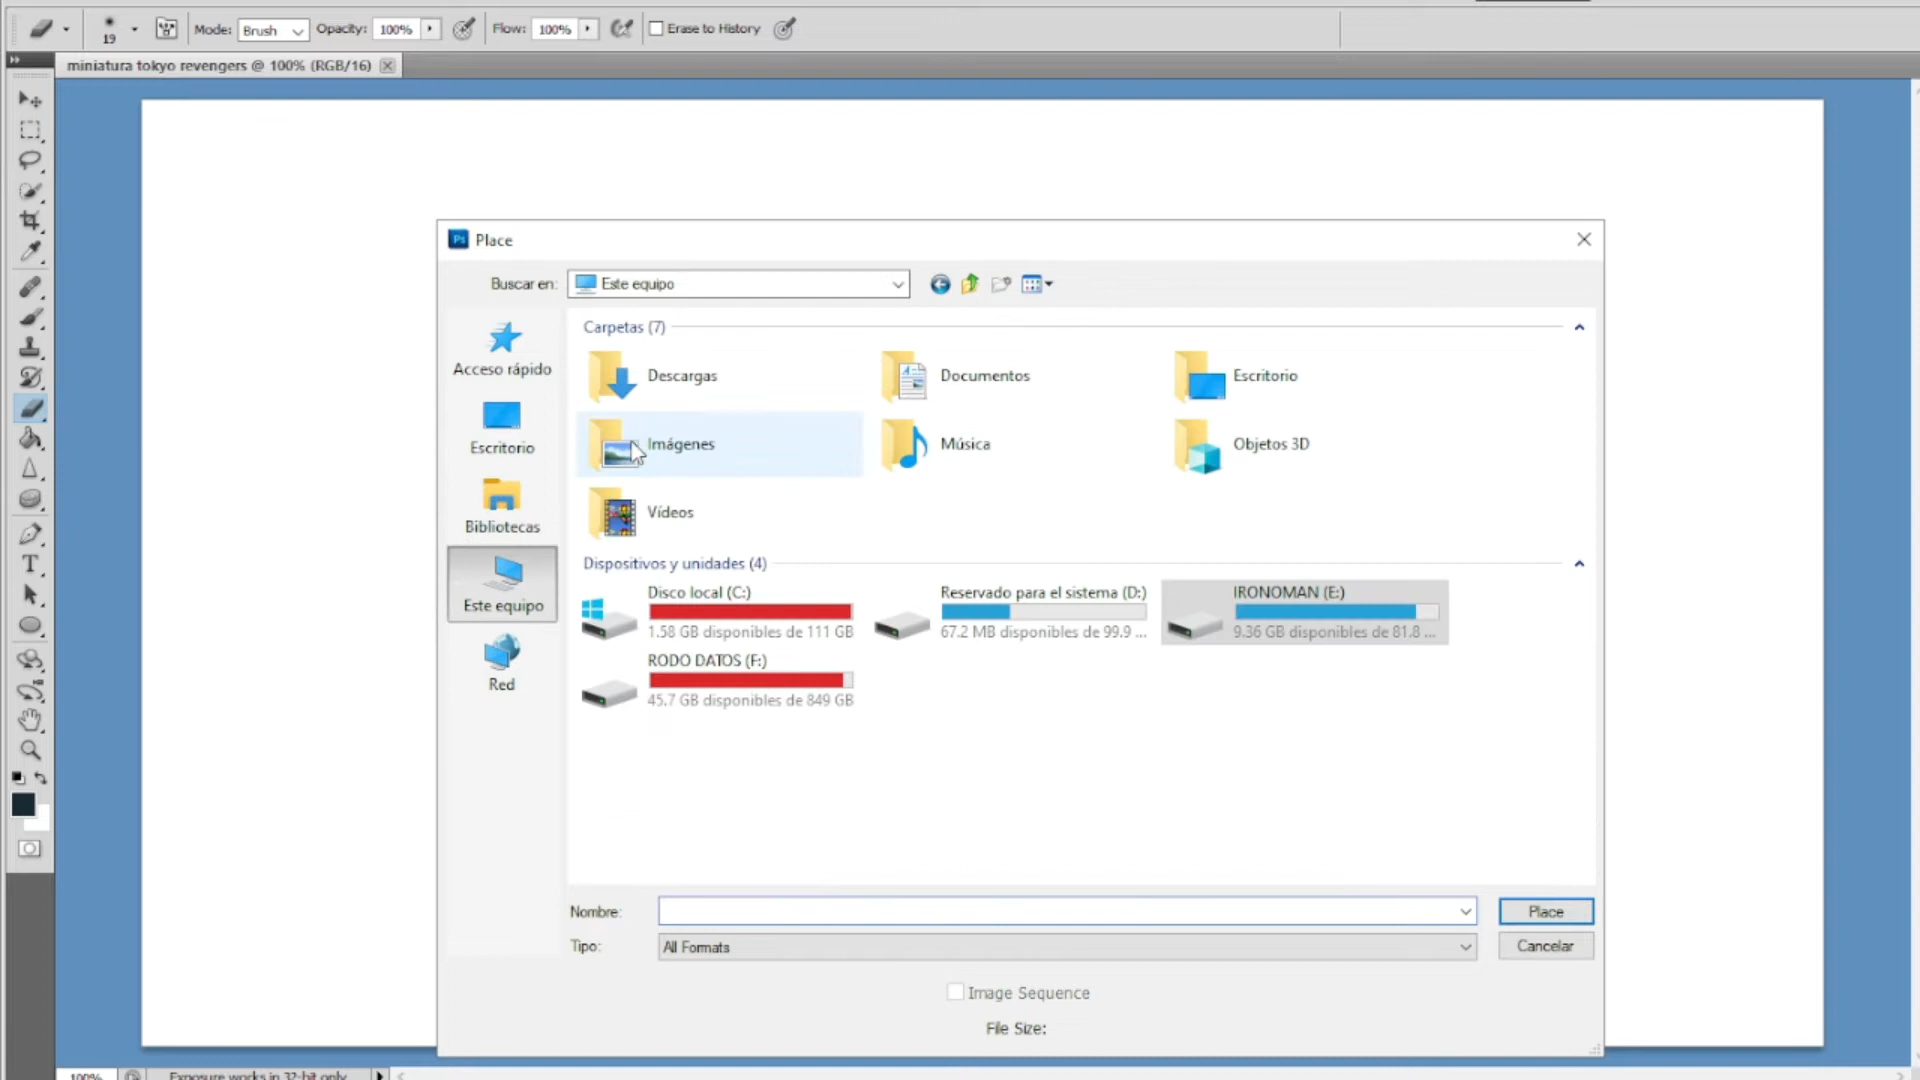 19
Mode: Brush Opacity: 100% Flow: 100% Erase to History
miniatura tokyo revengers @ 100% (RGB/16)
Ps Place
Buscar en: Este equipo
Acceso rápido
Escritorio
Bibliotecas
Este equipo
Red
Carpetas (7)
Descargas Documentos Escritorio
Imágenes Música Objetos 3D
Vídeos
Dispositivos y unidades (4)
Disco local (C:) Reservado para el sistema (D:) IRONOMAN (E:)
1.58 GB disponibles de 111 GB 67.2 MB disponibles de 99.9 ... 9.36 GB disponibles de 81.8 ...
RODO DATOS (F:)
45.7 GB disponibles de 849 GB
Nombre: Place
Tipo: All Formats Cancelar
Image Sequence
File Size:
100% Exposure works in 32-bit only